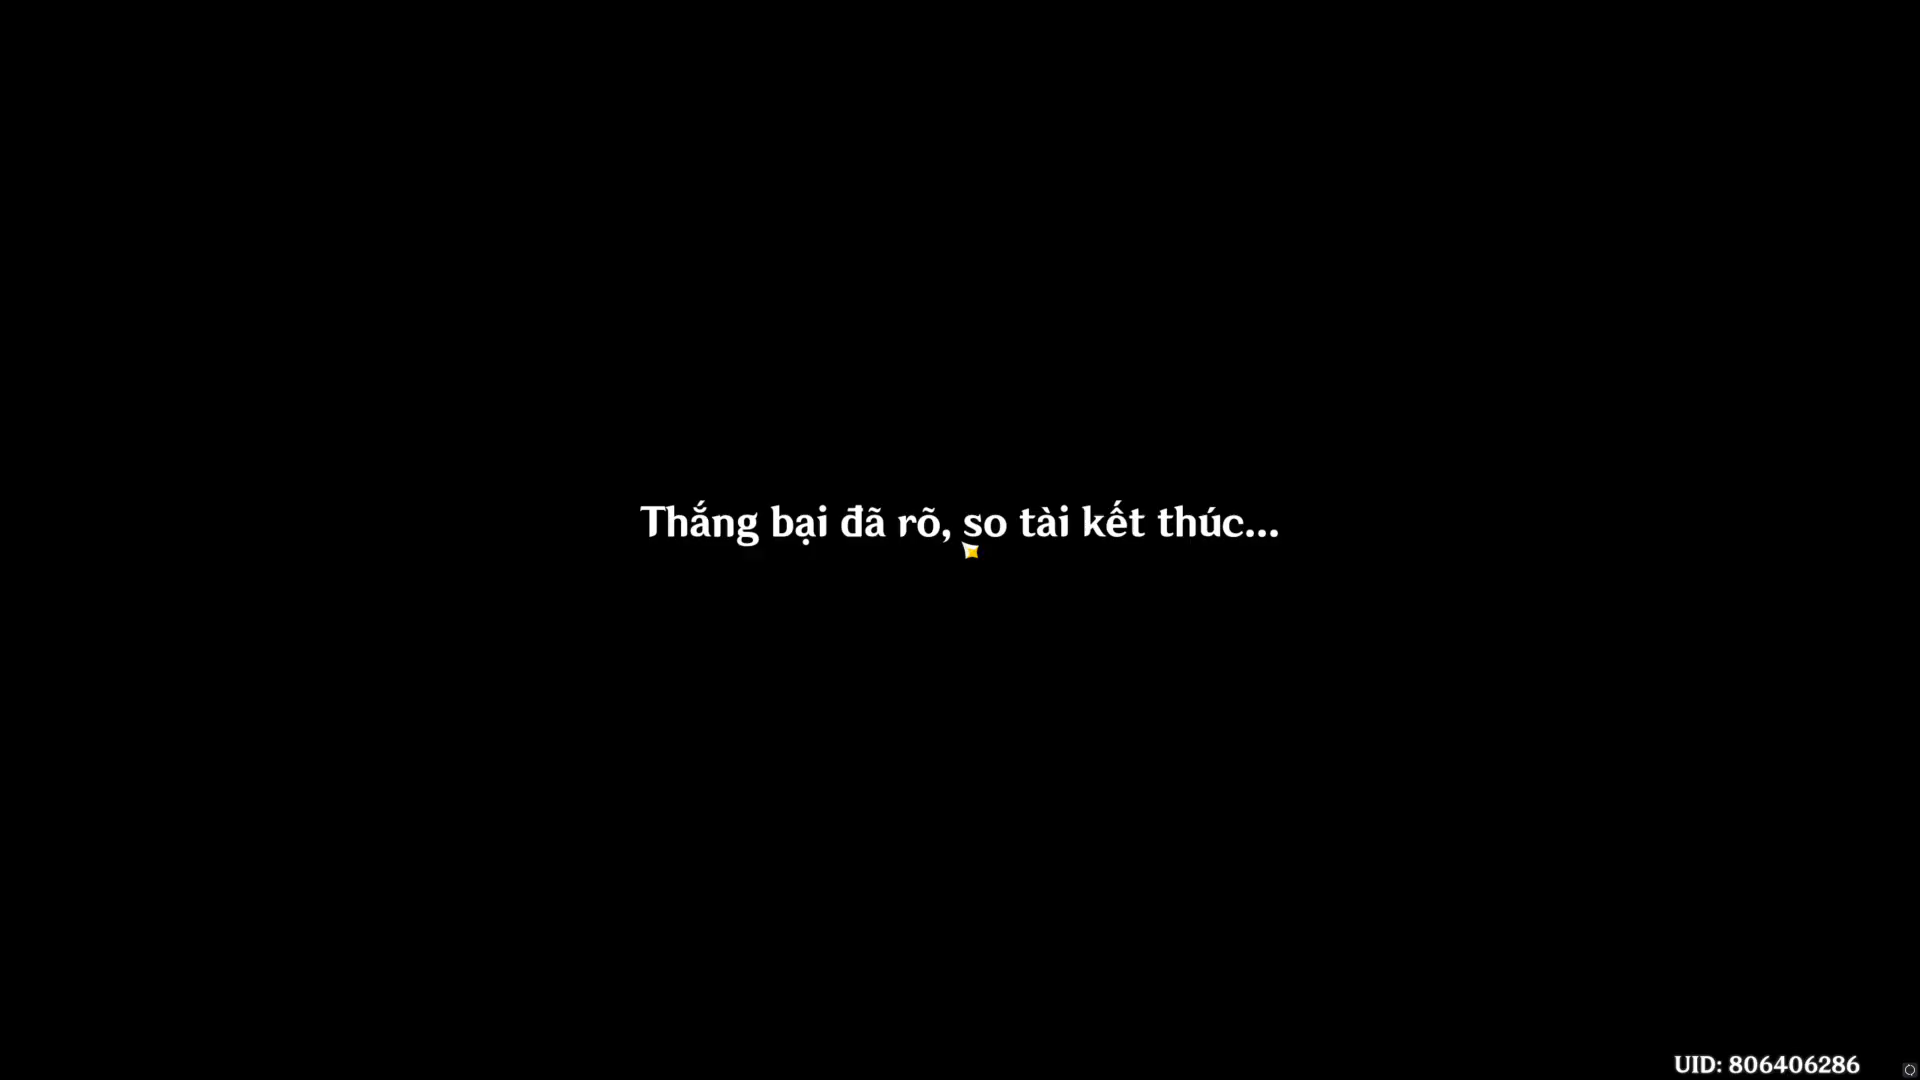 Thắng bại đã rõ, so tài kết thúc...
UID: 806406286